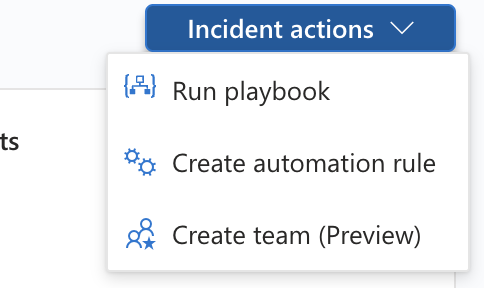 Incident actions
Run playbook
ts
Create automation rule
Create team (Preview)